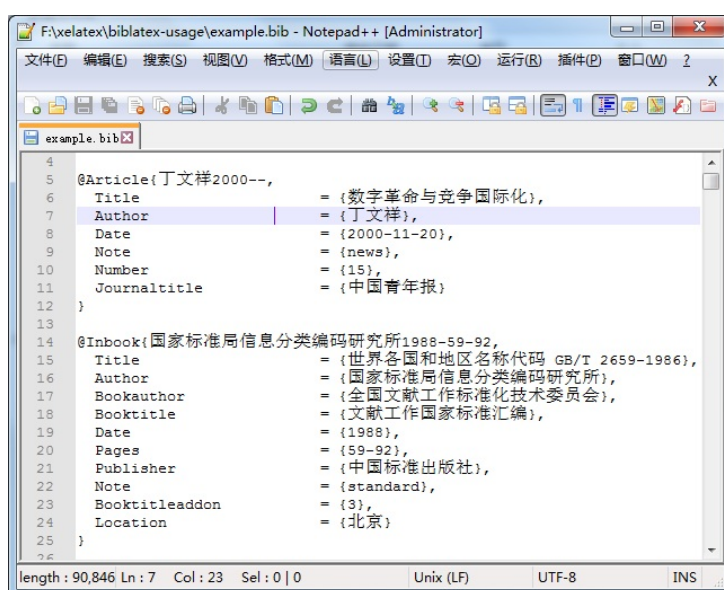 F:\xelatex\biblatex-usage\example.bib - Notepad++ [Administrator]
文件(F) 编辑(E) 搜索(S) 视图(V) 格式(M) 语言(L) 设置(T) 宏(O) 运行(R) 插件(P) 窗口(W) ?
X
example.bib
4
5 @Article{丁文祥2000--,
6 Title = {数字革命与竞争国际化},
7 Author = {丁文祥},
8 Date = {2000-11-20},
9 Note = {news},
10 Number = {15},
11 Journaltitle = {中国青年报}
12 }
13
14 @Inbook{国家标准局信息分类编码研究所1988-59-92,
15 Title = {世界各国和地区名称代码 GB/T 2659-1986},
16 Author = {国家标准局信息分类编码研究所},
17 Bookauthor = {全国文献工作标准化技术委员会},
18 Booktitle = {文献工作国家标准汇编},
19 Date = {1988},
20 Pages = {59-92},
21 Publisher = {中国标准出版社},
22 Note = {standard},
23 Booktitleaddon = {3},
24 Location = {北京}
25 }
26
length : 90,846 Ln : 7 Col : 23 Sel : 0 | 0 Unix (LF) UTF-8 INS